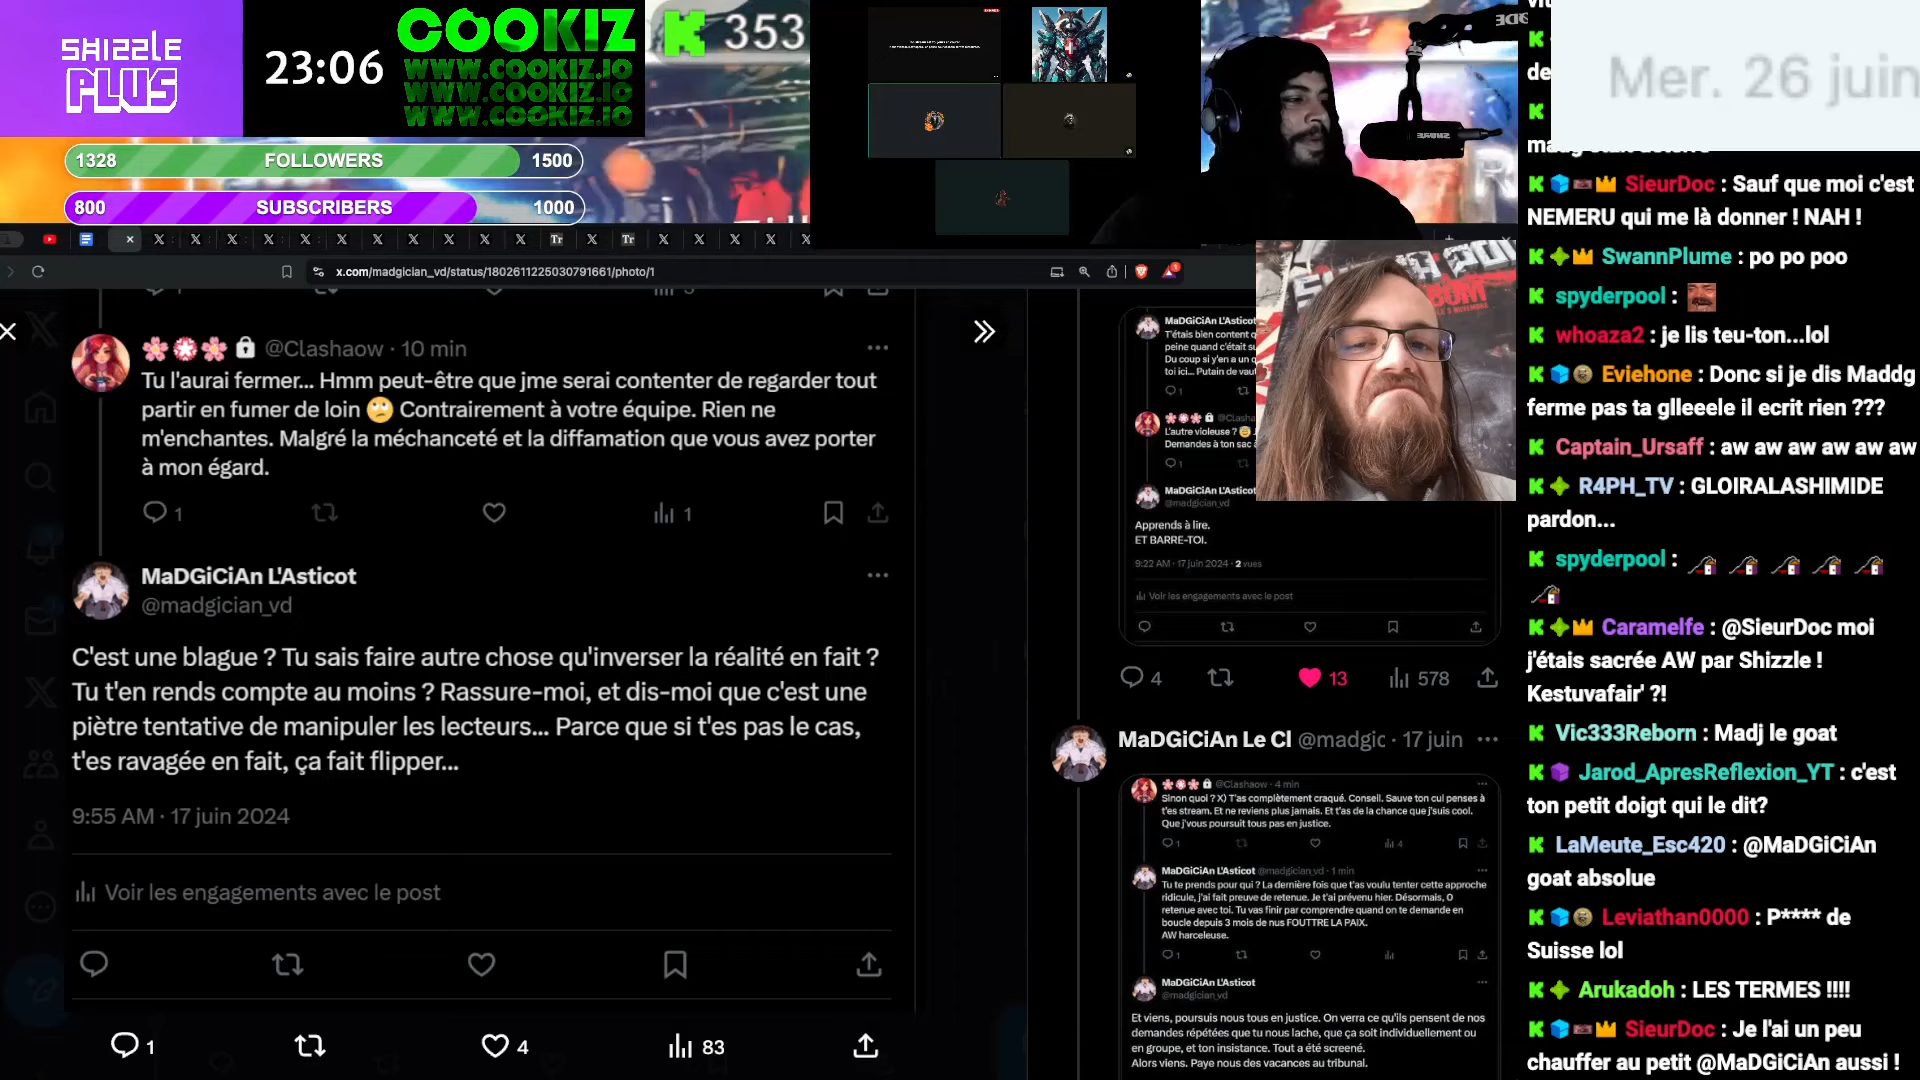 SHIZZLE
PLUS
23:06
COOKIZ
WWW.COOKIZ.IO
WWW.COOKIZ.IO
WWW.COOKIZ.IO
353
1328 FOLLOWERS 1500
800 SUBSCRIBERS 1000
x.com/madgician_vd/status/1802611225030791661/photo/1
@Clashaow · 10 min
Tu l'aurai fermer... Hmm peut-être que jme serai contenter de regarder tout
partir en fumer de loin 🙄 Contrairement à votre équipe. Rien ne
m'enchantes. Malgré la méchanceté et la diffamation que vous avez porter
à mon égard.
1
1
MaDGiCiAn L'Asticot
@madgician_vd
C'est une blague ? Tu sais faire autre chose qu'inverser la réalité en fait ?
Tu t'en rends compte au moins ? Rassure-moi, et dis-moi que c'est une
piètre tentative de manipuler les lecteurs... Parce que si t'es pas le cas,
t'es ravagée en fait, ça fait flipper...
9:55 AM · 17 juin 2024
Voir les engagements avec le post
1
4
83
MaDGiCiAn L'Asticot
T'étais bien content q
peine quand c'était su
Du coup si y'en a un q
toi ici... Putain de vaut
1
@Clasha
L'autre violeuse ?
Demandes à ton sac à
1
MaDGiCiAn L'Asticot
@madgician_vd
Apprends à lire.
ET BARRE-TOI.
9:22 AM · 17 juin 2024 · 2 vues
Voir les engagements avec le post
4
13
578
MaDGiCiAn Le Cl @madgic · 17 juin
@Clashaow · 4 min
Sinon quoi ? X) T'as complètement craqué. Conseil. Sauve ton cul penses à
t'es stream. Et ne reviens plus jamais. Et t'as de la chance que j'suis cool.
Que j'vous poursuit tous pas en justice.
1
4
MaDGiCiAn L'Asticot @madgician_vd · 1 min
Tu te prends pour qui ? La dernière fois que t'as voulu tenter cette approche
ridicule, j'ai fait preuve de retenue. Je t'ai prévenu hier. Désormais, 0
retenue avec toi. Tu vas finir par comprendre quand on te demande en
boucle depuis 3 mois de nus FOUTTRE LA PAIX.
AW harceleuse.
1
MaDGiCiAn L'Asticot
@madgician_vd
Et viens, poursuis nous tous en justice. On verra ce qu'ils pensent de nos
demandes répétées que tu nous lache, que ça soit individuellement ou
en groupe, et ton insistance. Tout a été screené.
Alors viens. Paye nous des vacances au tribunal.
Mer. 26 juin
de
SieurDoc : Sauf que moi c'est
NEMERU qui me là donner ! NAH !
SwannPlume : po po poo
spyderpool :
whoaza2 : je lis teu-ton...lol
Eviehone : Donc si je dis Maddg
ferme pas ta glleeele il ecrit rien ???
Captain_Ursaff : aw aw aw aw aw aw
R4PH_TV : GLOIRALASHIMIDE
pardon...
spyderpool :
Caramelfe : @SieurDoc moi
j'étais sacrée AW par Shizzle !
Kestuvafair' ?!
Vic333Reborn : Madj le goat
Jarod_ApresReflexion_YT : c'est
ton petit doigt qui le dit?
LaMeute_Esc420 : @MaDGiCiAn
goat absolue
Leviathan0000 : P**** de
Suisse lol
Arukadoh : LES TERMES !!!!
SieurDoc : Je l'ai un peu
chauffer au petit @MaDGiCiAn aussi !